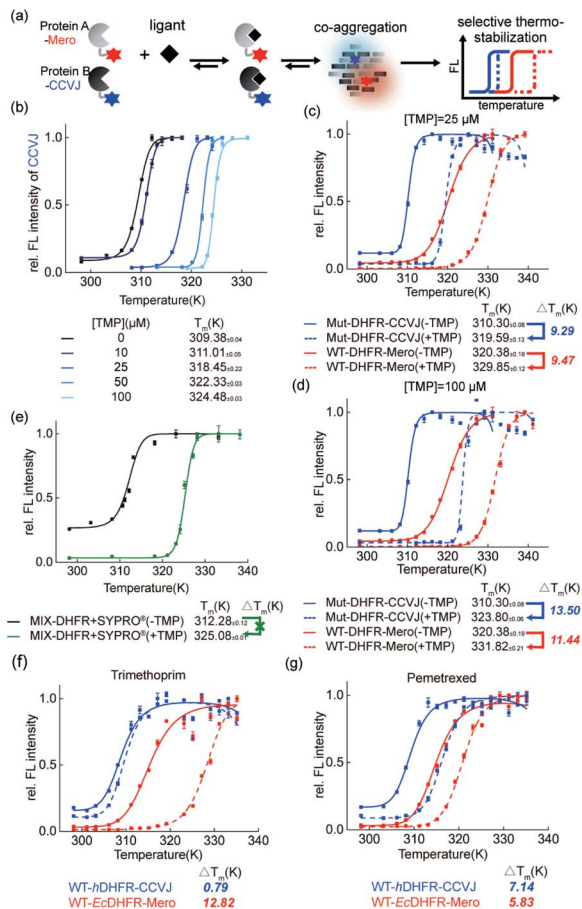 (a)
Protein A
-Mero
ligant
Protein B
-CCVJ
+
co-aggregation
selective thermo-
stabilization
FL
temperature
(b)
rel. FL intensity of CCVJ
1.0
0.5
0.0
300 310 320 330
Temperature(K)
[TMP](μM) Tm(K)
0 309.38±0.04
10 311.01±0.05
25 318.45±0.22
50 322.33±0.03
100 324.48±0.03
(c)
[TMP]=25 μM
rel. FL intensity
1.0
0.5
0.0
300 310 320 330 340
Temperature(K)
Tm(K) △Tm(K)
Mut-DHFR-CCVJ(-TMP) 310.30±0.08
9.29
Mut-DHFR-CCVJ(+TMP) 319.59±0.13
WT-DHFR-Mero(-TMP) 320.38±0.19
9.47
WT-DHFR-Mero(+TMP) 329.85±0.12
(d)
[TMP]=100 μM
rel. FL intensity
1.0
0.5
0.0
300 310 320 330 340
Temperature(K)
Tm(K) △Tm(K)
Mut-DHFR-CCVJ(-TMP) 310.30±0.08
13.50
Mut-DHFR-CCVJ(+TMP) 323.80±0.06
WT-DHFR-Mero(-TMP) 320.38±0.19
11.44
WT-DHFR-Mero(+TMP) 331.82±0.21
(e)
rel. FL intensity
1.0
0.5
0.0
300 310 320 330 340
Temperature(K)
Tm(K) △Tm(K)
MIX-DHFR+SYPRO®(-TMP) 312.28±0.12
MIX-DHFR+SYPRO®(+TMP) 325.08±0.01
(f)
Trimethoprim
rel. FL intensity
1.0
0.5
0.0
300 310 320 330 340
Temperature(K)
△Tm(K)
WT-hDHFR-CCVJ 0.79
WT-EcDHFR-Mero 12.82
(g)
Pemetrexed
rel. FL intensity
1.0
0.5
0.0
300 310 320 330 340
Temperature(K)
△Tm(K)
WT-hDHFR-CCVJ 7.14
WT-EcDHFR-Mero 5.83